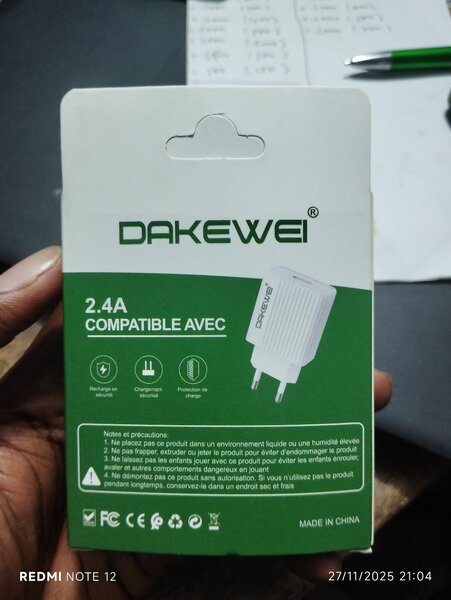 DAKEWEI®
DAKEWEI®
2.4A
COMPATIBLE AVEC
Recharge en
sécurité
Chargement
sécurisé
Protection de
charge
Notes et précautions:
1. Ne placez pas ce produit dans un environnement liquide ou une humidité élevée
2. Ne pas frapper, extruder ou jeter le produit pour éviter d'endommager le produit
3. Ne laissez pas les enfants jouer avec ce produit pour éviter les enfants enrouler,
avaler et autres comportements dangereux en jouant
4. Ne démontez pas ce produit sans autorisation. Si vous n'utilisez pas le produit
pendant longtemps, conservez-le dans un endroit sec et frais
FC CE
MADE IN CHINA
REDMI NOTE 12
27/11/2025 21:04